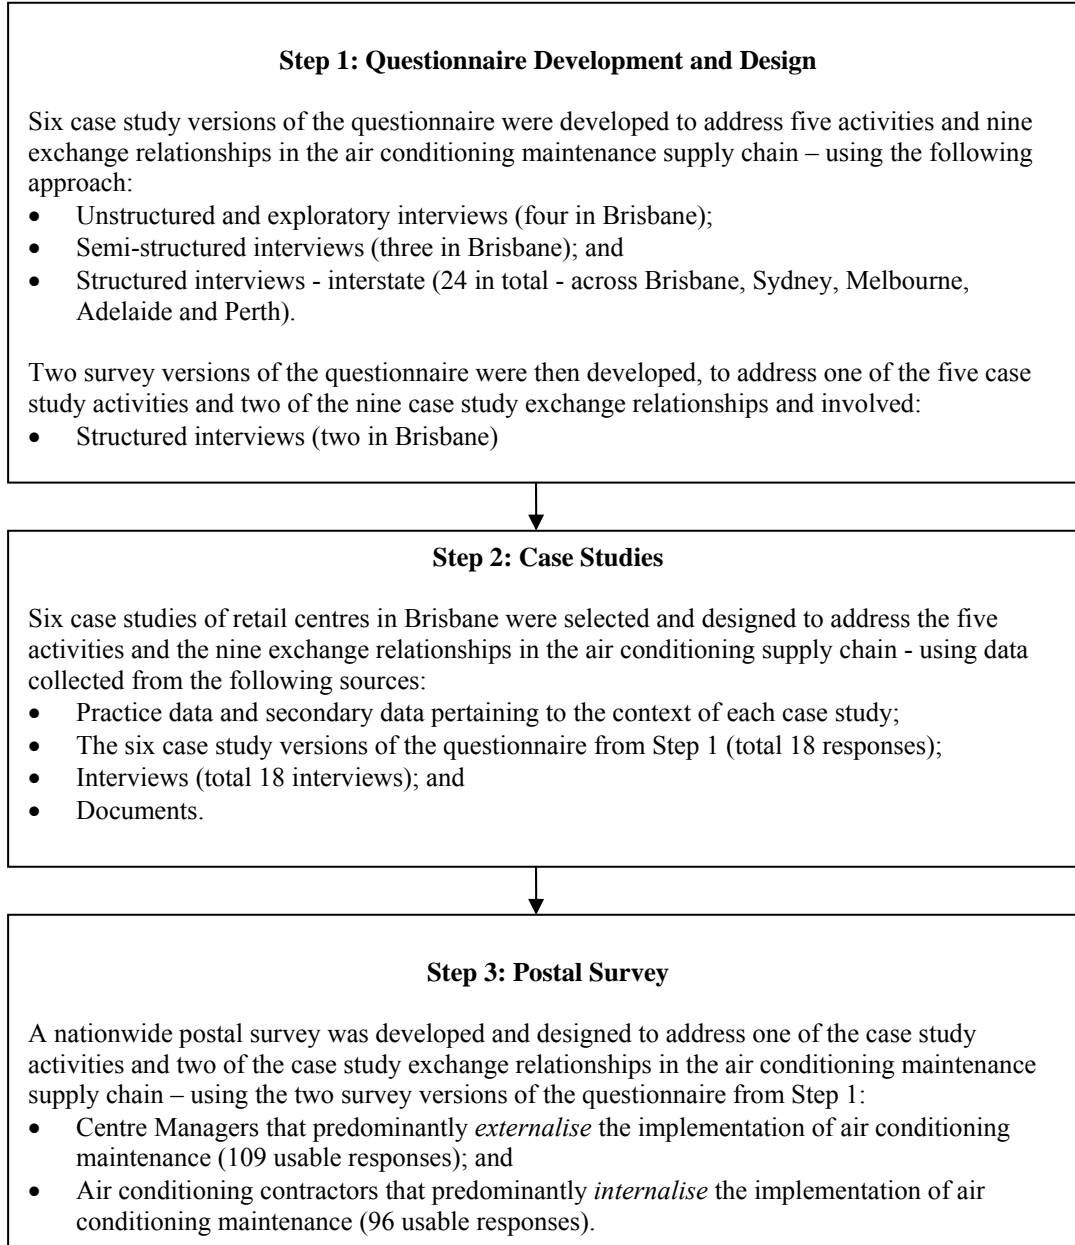 Step 1: Questionnaire Development and Design
Six case study versions of the questionnaire were developed to address five activities and nine
exchange relationships in the air conditioning maintenance supply chain – using the following
approach:
• Unstructured and exploratory interviews (four in Brisbane);
• Semi-structured interviews (three in Brisbane); and
• Structured interviews - interstate (24 in total - across Brisbane, Sydney, Melbourne,
Adelaide and Perth).
Two survey versions of the questionnaire were then developed, to address one of the five case
study activities and two of the nine case study exchange relationships and involved:
• Structured interviews (two in Brisbane)
Step 2: Case Studies
Six case studies of retail centres in Brisbane were selected and designed to address the five
activities and the nine exchange relationships in the air conditioning supply chain - using data
collected from the following sources:
• Practice data and secondary data pertaining to the context of each case study;
• The six case study versions of the questionnaire from Step 1 (total 18 responses);
• Interviews (total 18 interviews); and
• Documents.
Step 3: Postal Survey
A nationwide postal survey was developed and designed to address one of the case study
activities and two of the case study exchange relationships in the air conditioning maintenance
supply chain – using the two survey versions of the questionnaire from Step 1:
• Centre Managers that predominantly externalise the implementation of air conditioning
maintenance (109 usable responses); and
• Air conditioning contractors that predominantly internalise the implementation of air
conditioning maintenance (96 usable responses).